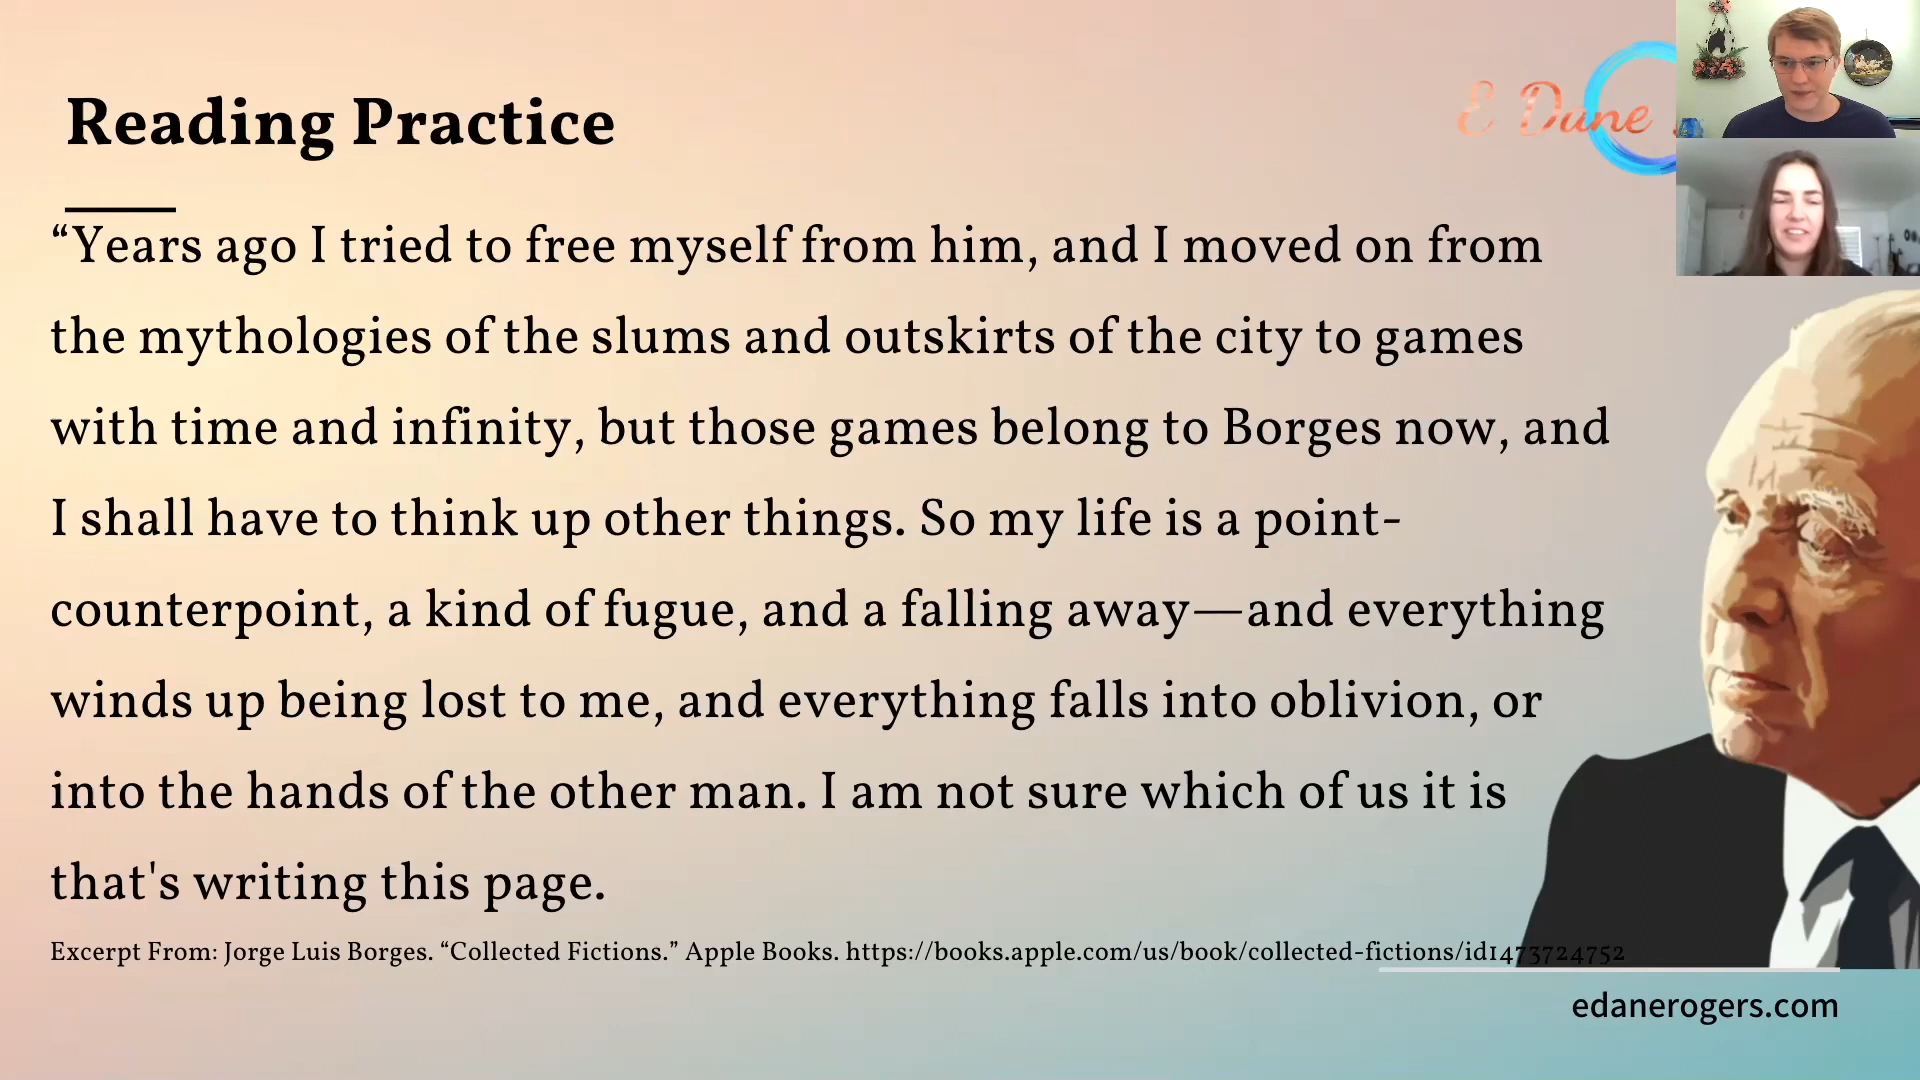 E Dane
Reading Practice
“Years ago I tried to free myself from him, and I moved on from
the mythologies of the slums and outskirts of the city to games
with time and infinity, but those games belong to Borges now, and
I shall have to think up other things. So my life is a point-
counterpoint, a kind of fugue, and a falling away—and everything
winds up being lost to me, and everything falls into oblivion, or
into the hands of the other man. I am not sure which of us it is
that's writing this page.
Excerpt From: Jorge Luis Borges. “Collected Fictions.” Apple Books. https://books.apple.com/us/book/collected-fictions/id1473724752
edanerogers.com